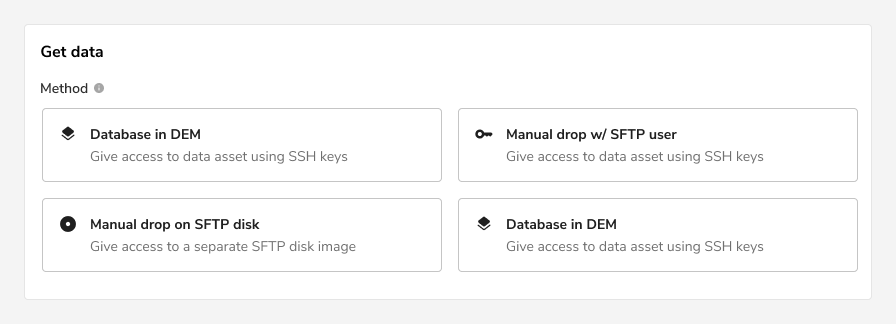 Get data
Method
Database in DEM
Give access to data asset using SSH keys
Manual drop w/ SFTP user
Give access to data asset using SSH keys
Manual drop on SFTP disk
Give access to a separate SFTP disk image
Database in DEM
Give access to data asset using SSH keys